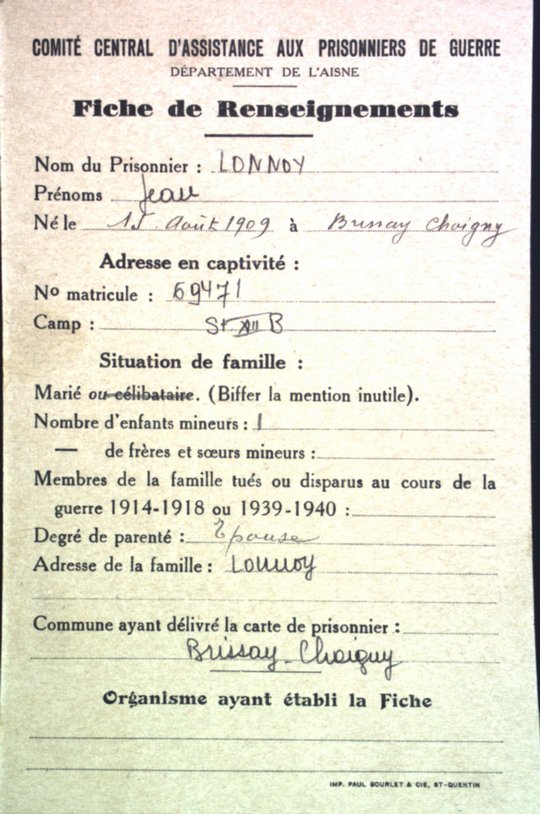 COMITÉ CENTRAL D'ASSISTANCE AUX PRISONNIERS DE GUERRE
DÉPARTEMENT DE L'AISNE
Fiche de Renseignements
Nom du Prisonnier : LONNOY
Prénoms Jean
Né le 15 Août 1909 à Brissay Choigny
Adresse en captivité :
No matricule : 69471
Camp : St XII B
Situation de famille :
Marié ou célibataire. (Biffer la mention inutile).
Nombre d'enfants mineurs : 1
— de frères et sœurs mineurs :
Membres de la famille tués ou disparus au cours de la
guerre 1914-1918 ou 1939-1940 :
Degré de parenté : Epouse
Adresse de la famille : Lonnoy
Commune ayant délivré la carte de prisonnier :
Brissay-Choigny
Organisme ayant établi la Fiche
IMP. PAUL BOURLET & CIE, ST-QUENTIN